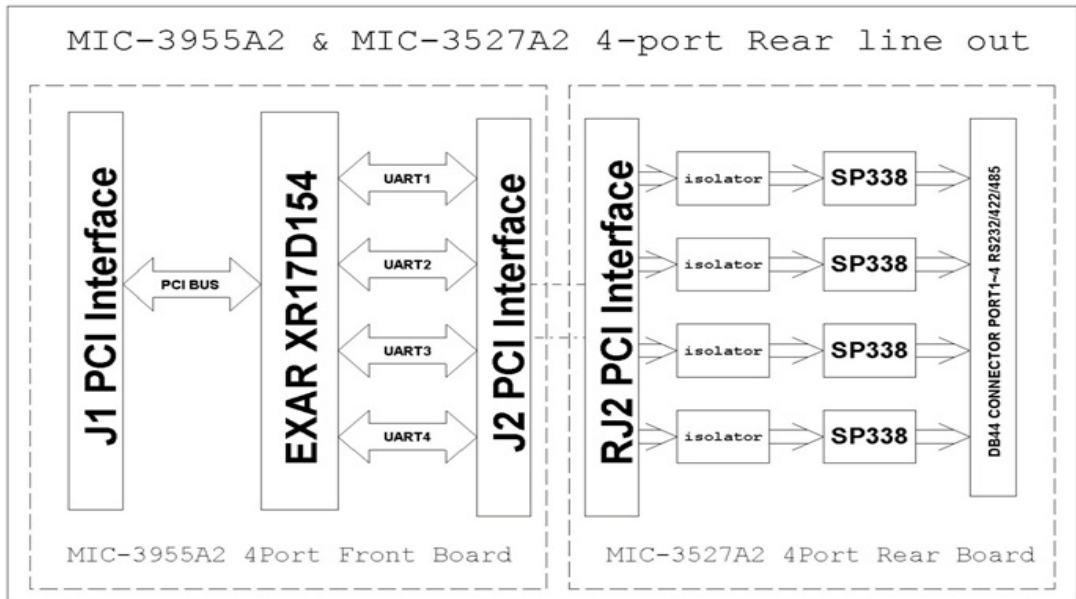 MIC-3955A2 & MIC-3527A2 4-port Rear line out
J1 PCI Interface
PCI BUS
EXAR XR17D154
UART1
UART2
UART3
UART4
J2 PCI Interface
MIC-3955A2 4Port Front Board
RJ2 PCI Interface
isolator
SP338
isolator
SP338
isolator
SP338
isolator
SP338
DB44 CONNECTOR PORT1~4 RS232/422/485
MIC-3527A2 4Port Rear Board